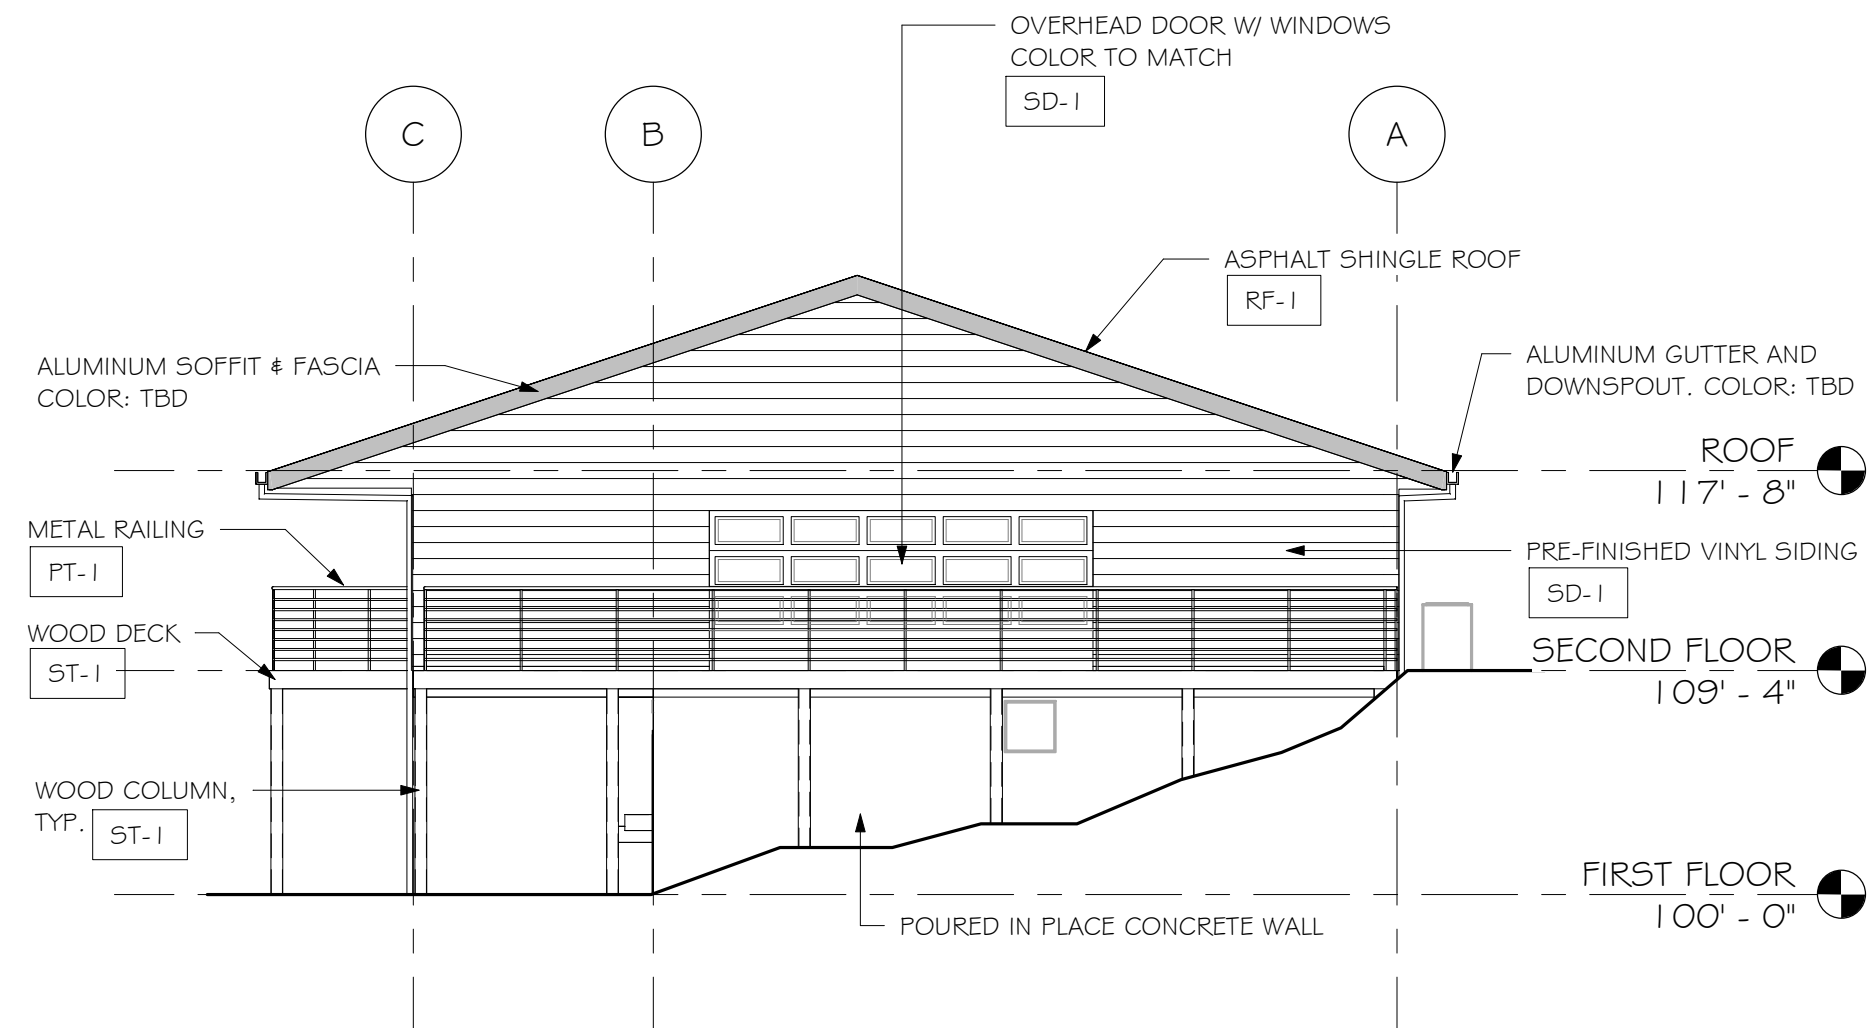 OVERHEAD DOOR W/ WINDOWS
COLOR TO MATCH
SD-1
C
B
A
ASPHALT SHINGLE ROOF
RF-1
ALUMINUM SOFFIT & FASCIA
COLOR: TBD
ALUMINUM GUTTER AND
DOWNSPOUT. COLOR: TBD
ROOF
117' - 8"
METAL RAILING
PT-1
PRE-FINISHED VINYL SIDING
SD-1
WOOD DECK
ST-1
SECOND FLOOR
109' - 4"
WOOD COLUMN,
TYP. ST-1
FIRST FLOOR
100' - 0"
POURED IN PLACE CONCRETE WALL